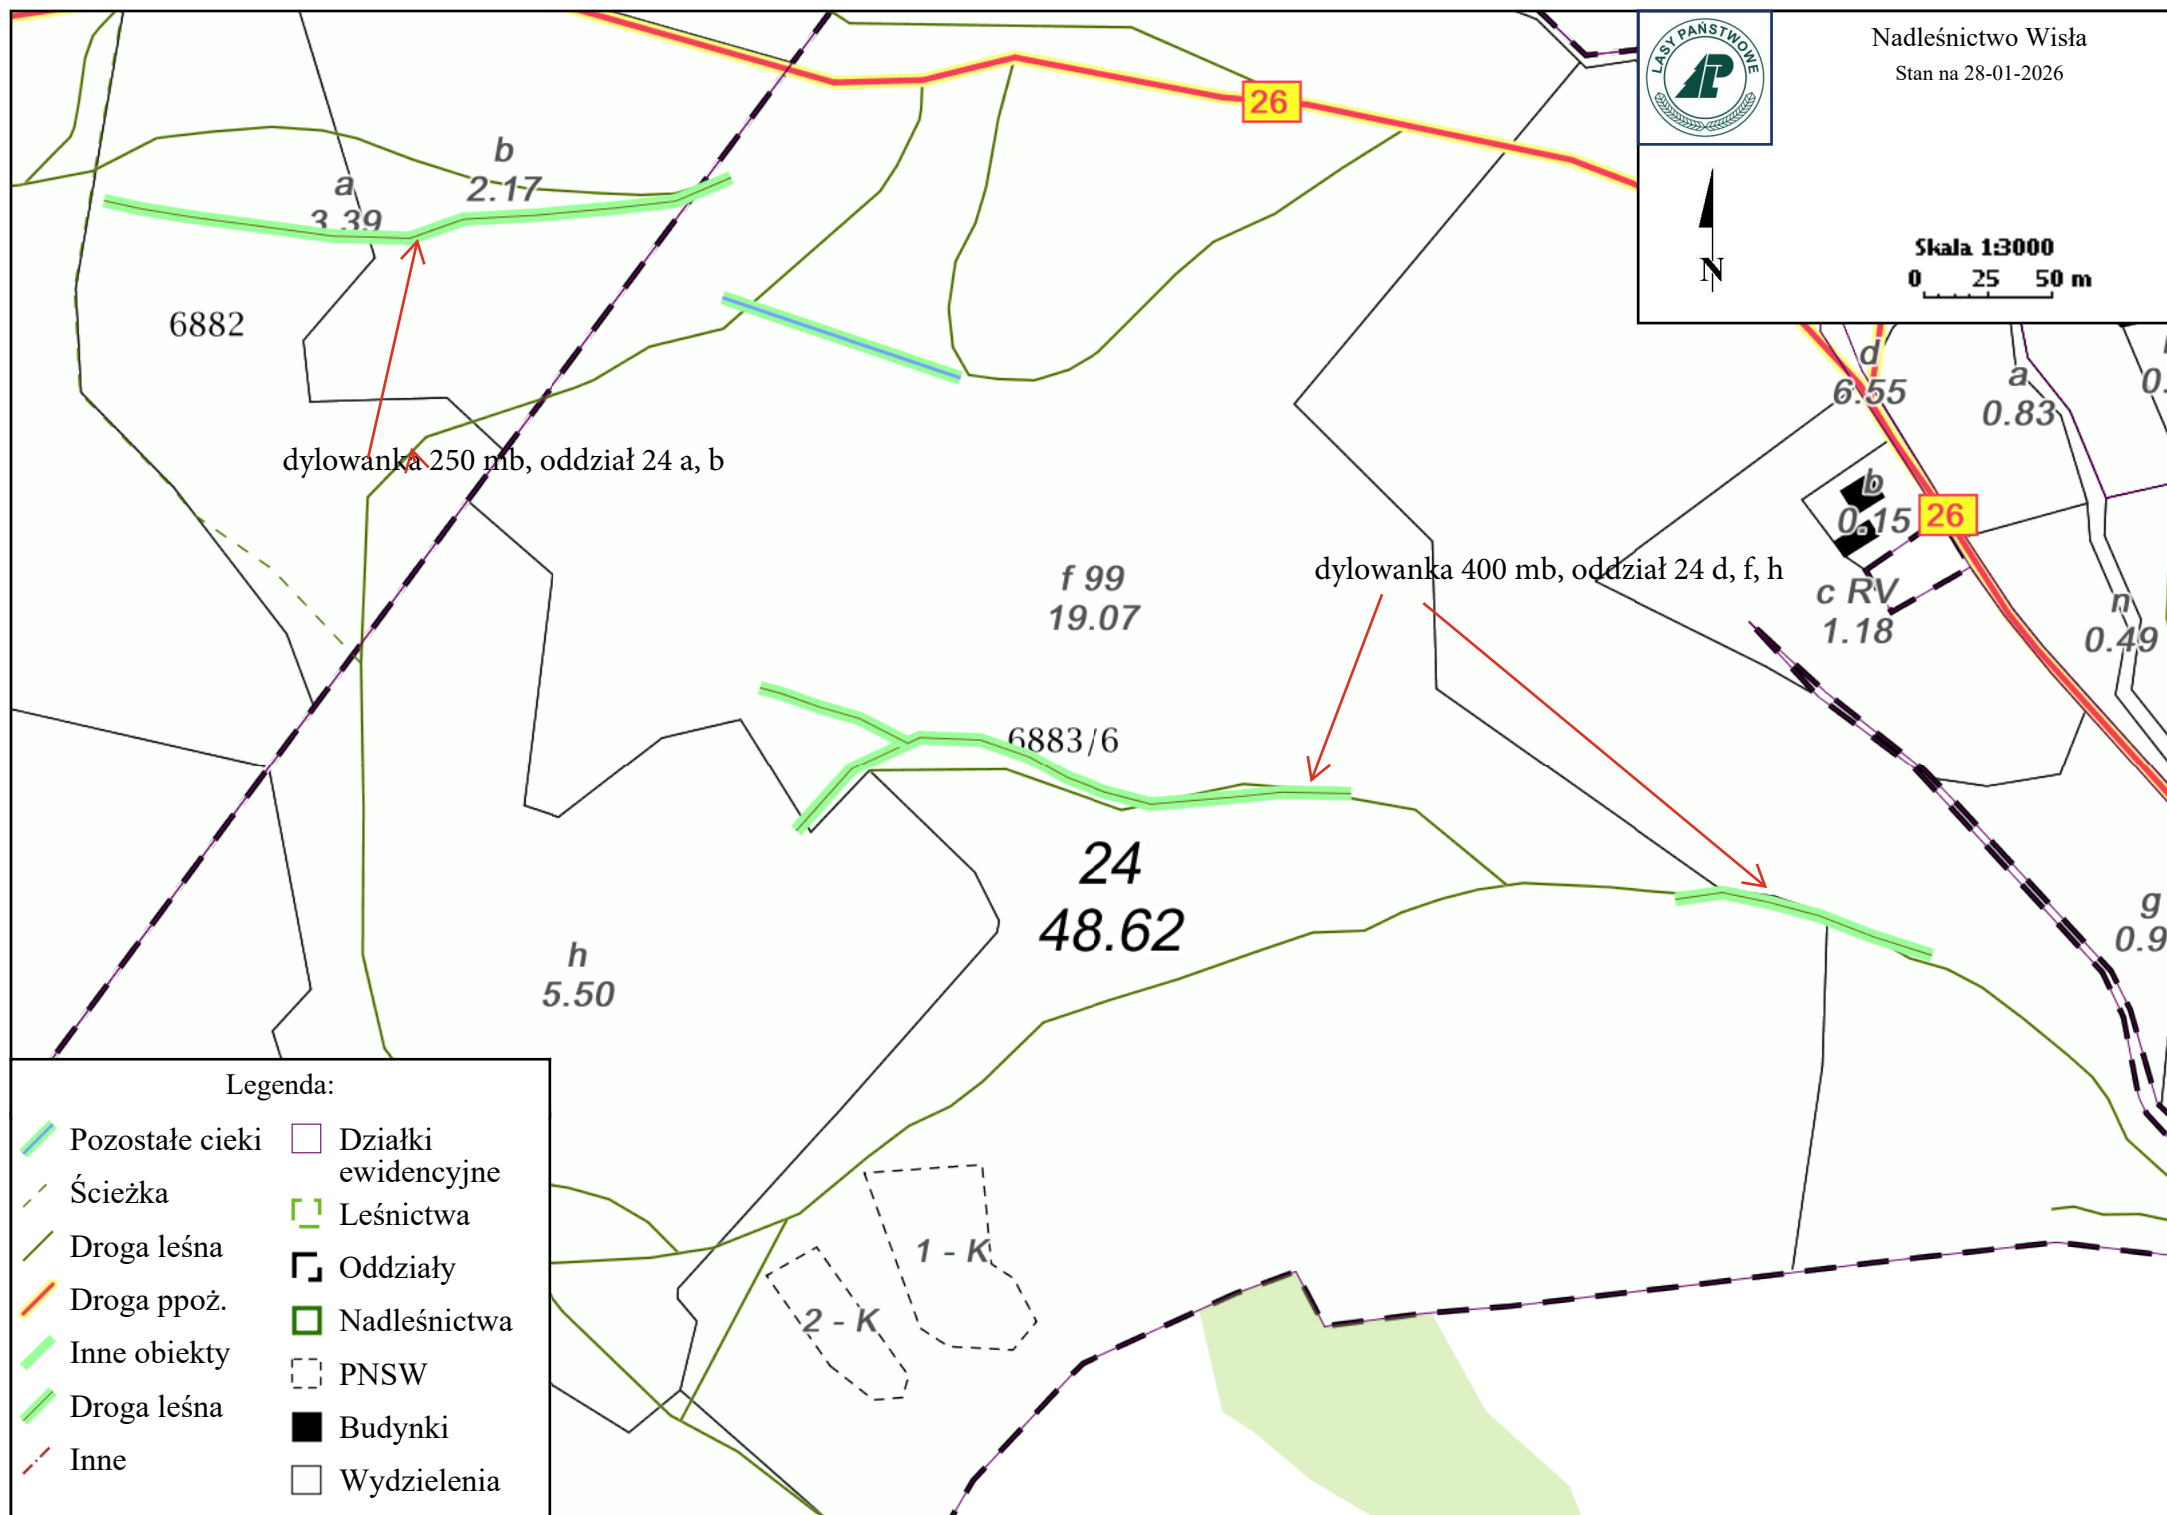 LASY PAŃSTWOWE
Nadleśnictwo Wisła
Stan na 28-01-2026
N
Skala 1:3000
0 25 50 m
26
b
2.17
a
3.39
6882
dylowanka 250 mb, oddział 24 a, b
d
6.55
a
0.83
0.
b
0.15
26
c RV
1.18
n
0.49
f 99
19.07
dylowanka 400 mb, oddział 24 d, f, h
6883/6
24
48.62
g
0.9
h
5.50
1 - K
2 - K
Legenda:
Pozostałe cieki
Ścieżka
Droga leśna
Droga ppoż.
Inne obiekty
Droga leśna
Inne
Działki
ewidencyjne
Leśnictwa
Oddziały
Nadleśnictwa
PNSW
Budynki
Wydzielenia